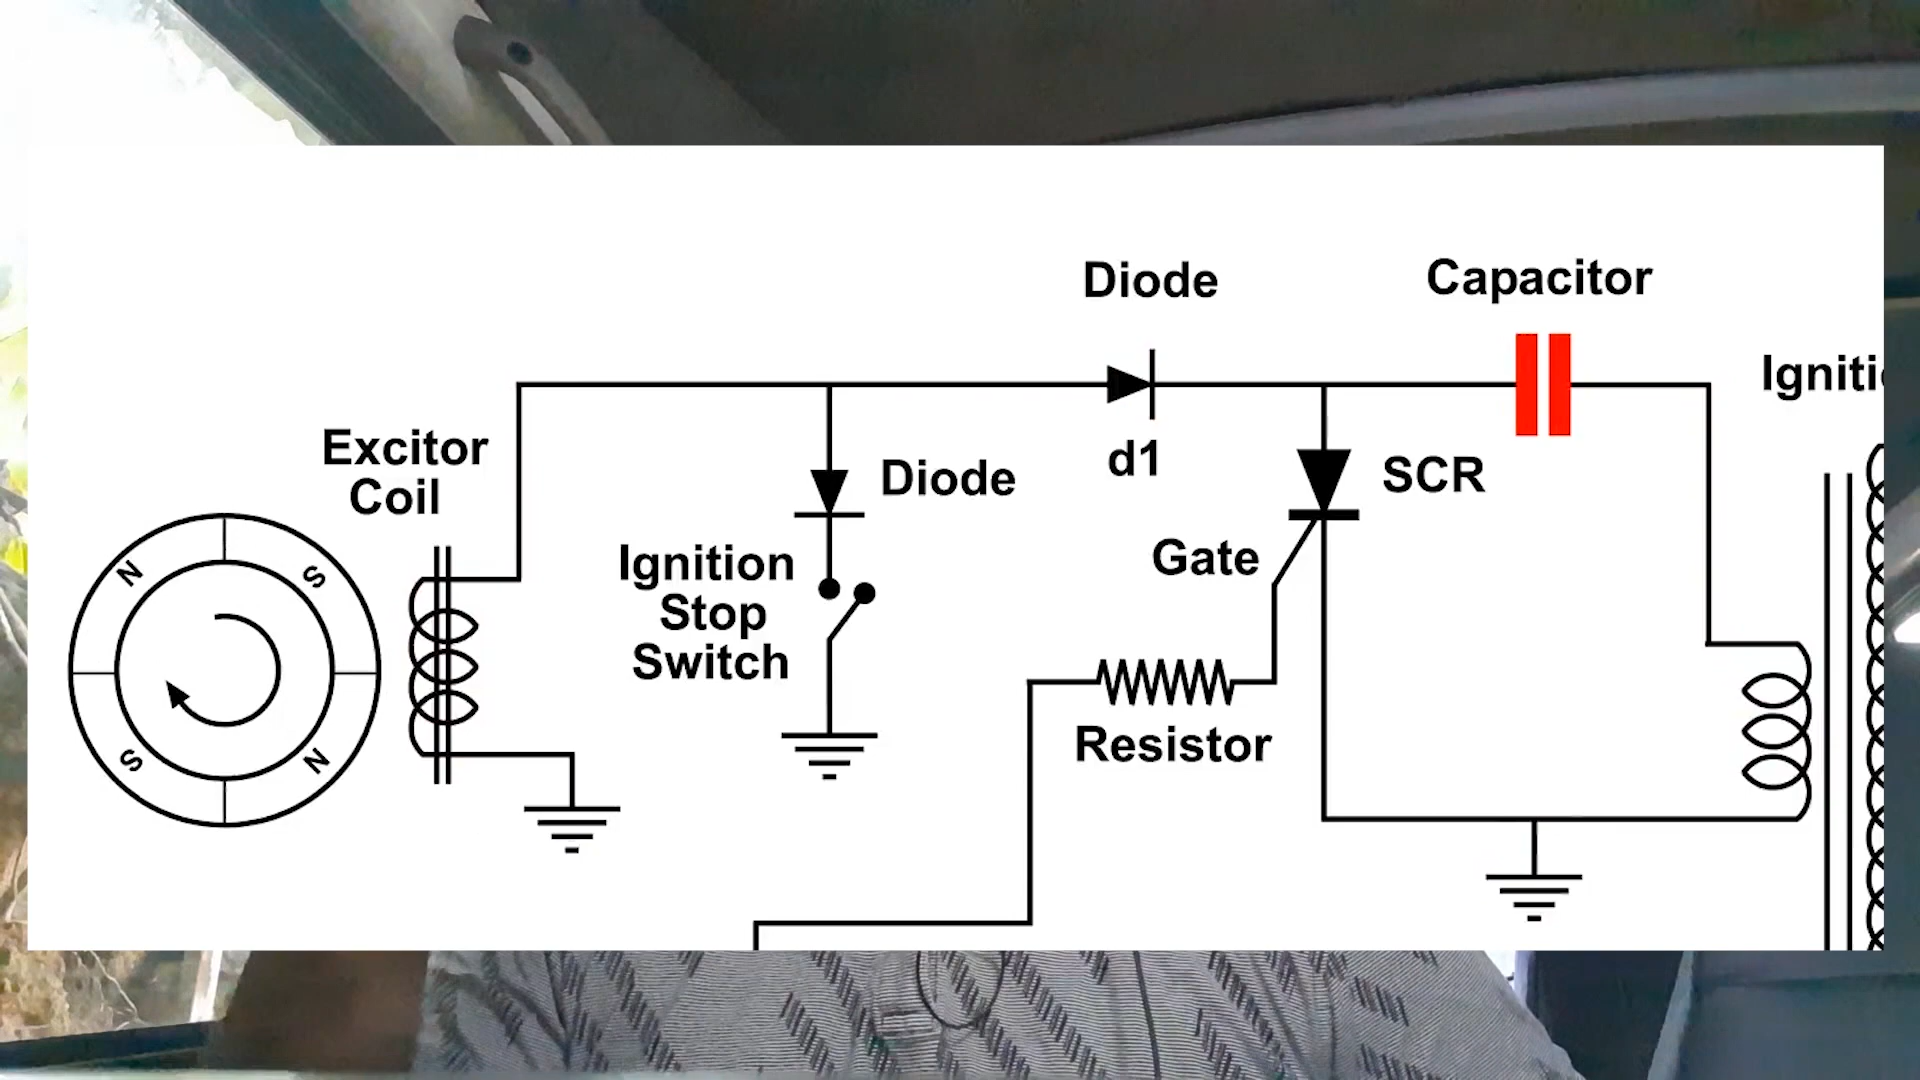 Diode
Capacitor
Igniti
Excitor
Coil
d1
Diode
SCR
Gate
Ignition
Stop
Switch
Resistor
N
S
S
N